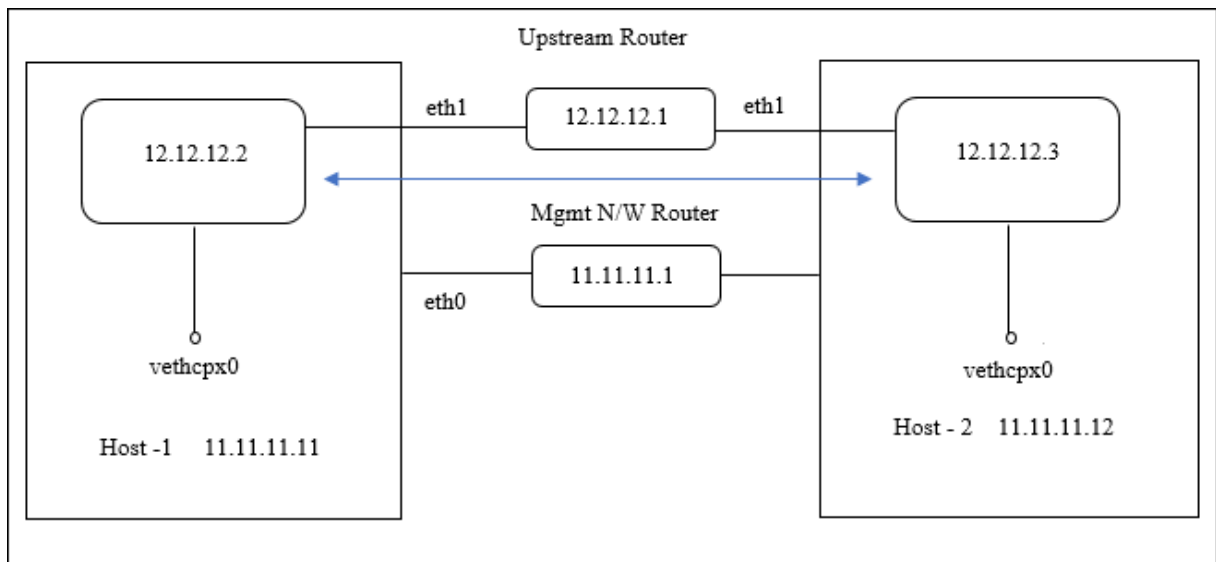 Upstream Router
eth1
12.12.12.1
eth1
12.12.12.2
12.12.12.3
Mgmt N/W Router
11.11.11.1
eth0
vethcpx0
vethcpx0
Host -1 11.11.11.11
Host - 2 11.11.11.12